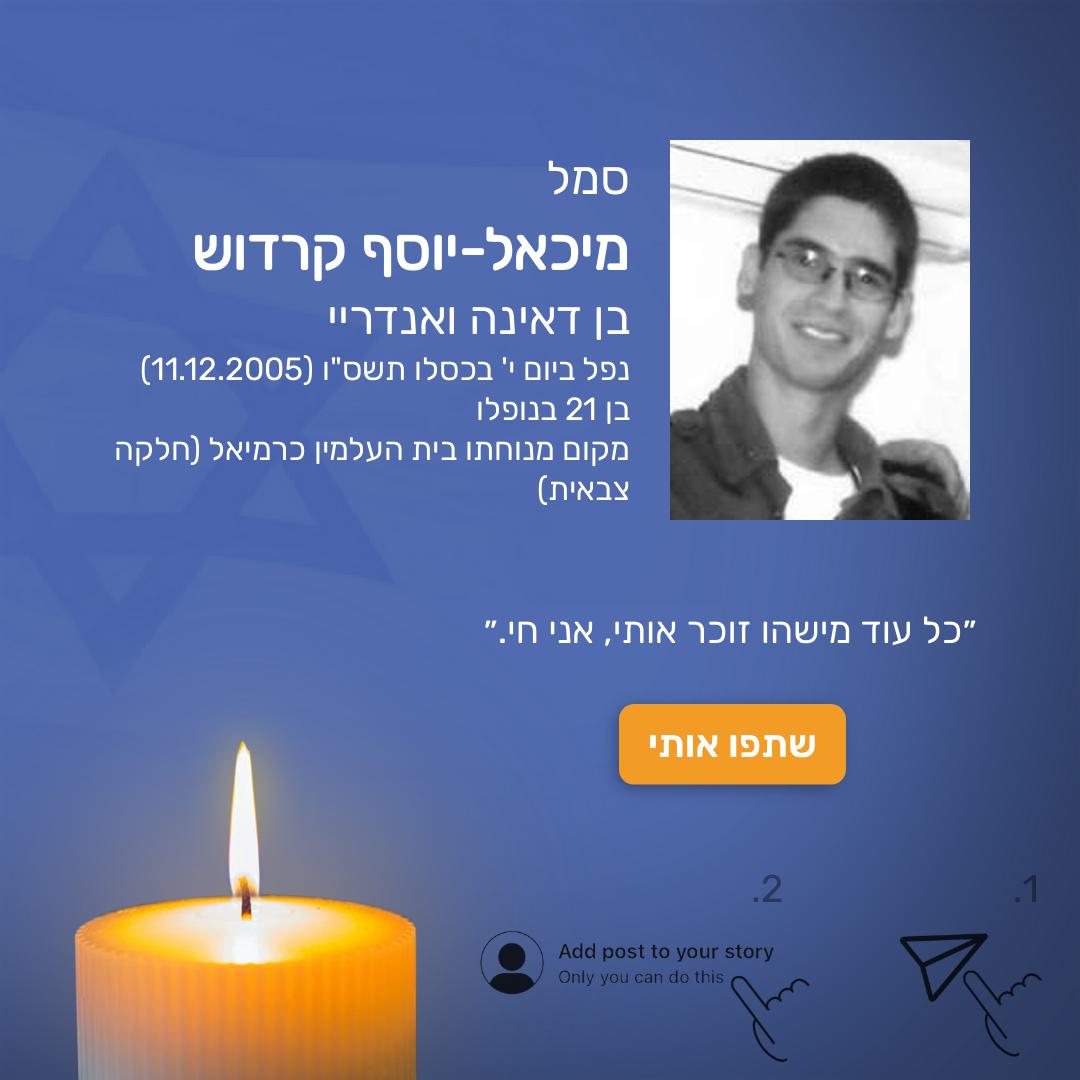 סמל
מיכאל-יוסף קרדוש
בן דאינה ואנדריי
נפל ביום י' בכסלו תשס"ו (11.12.2005)
בן 21 בנופלו
מקום מנוחתו בית העלמין כרמיאל (חלקה
צבאית)
״כל עוד מישהו זוכר אותי, אני חי.״
שתפו אותי
1.
2.
Add post to your story
Only you can do this